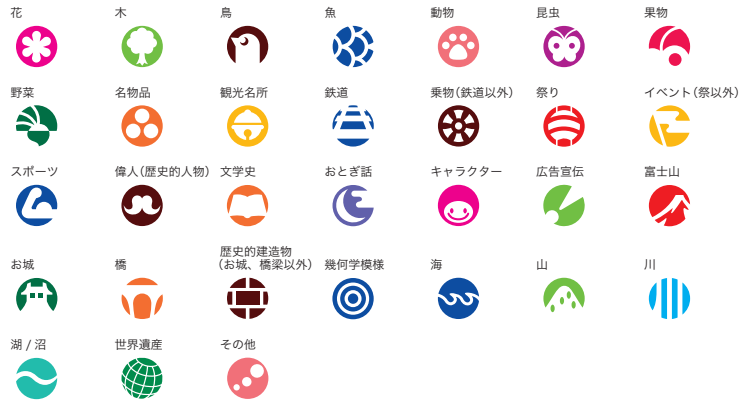 花
木
鳥
魚
動物
昆虫
果物
野菜
名物品
観光名所
鉄道
乗物(鉄道以外)
祭り
イベント(祭以外)
スポーツ
偉人(歴史的人物)
文学史
おとぎ話
キャラクター
広告宣伝
富士山
お城
橋
歴史的建造物
(お城、橋梁以外)
幾何学模様
海
山
川
湖 / 沼
世界遺産
その他